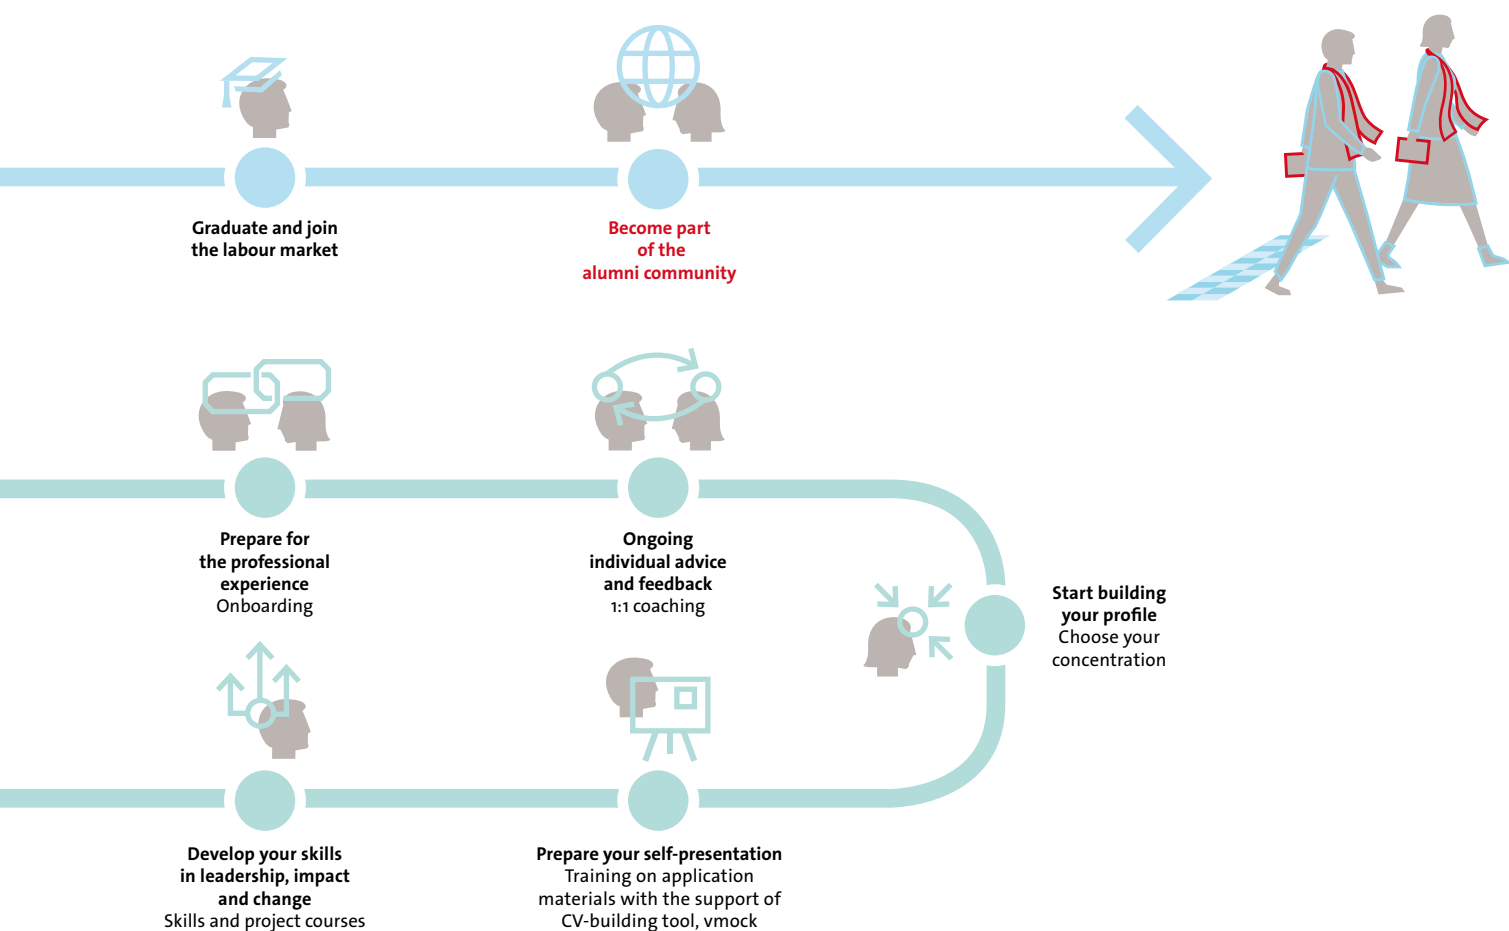 Graduate and join
the labour market
Become part
of the
alumni community
Prepare for
the professional
experience
Onboarding
Ongoing
individual advice
and feedback
1:1 coaching
Start building
your profile
Choose your
concentration
Develop your skills
in leadership, impact
and change
Skills and project courses
Prepare your self-presentation
Training on application
materials with the support of
CV-building tool, vmock